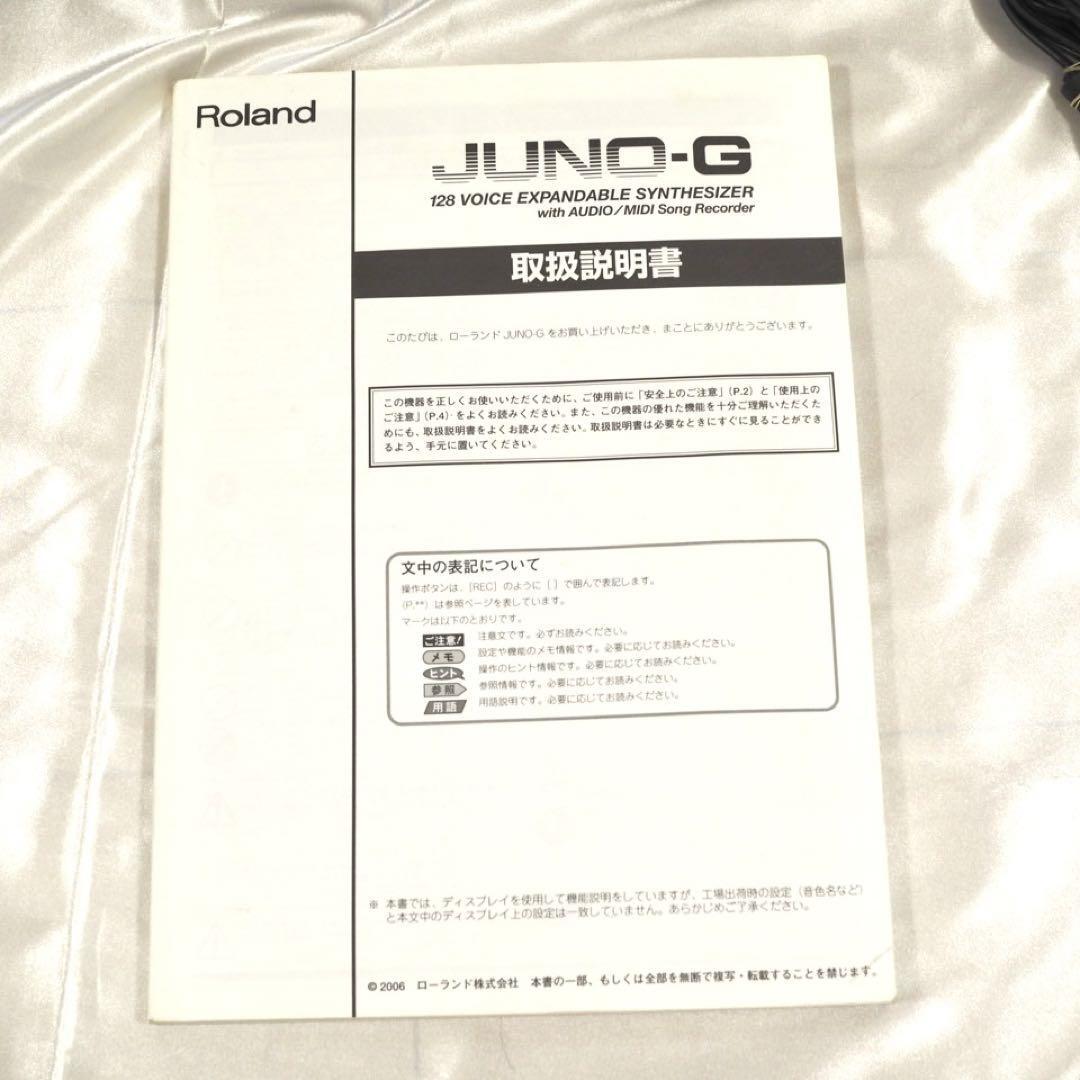 Roland
JUNO-G
128 VOICE EXPANDABLE SYNTHESIZER
with AUDIO/MIDI Song Recorder
取扱説明書
このたびは、ローランド JUNO-G をお買い上げいただき、まことにありがとうございます。
この機器を正しくお使いいただくために、ご使用前に「安全上のご注意」(P.2) と「使用上の
ご注意」(P.4) をよくお読みください。また、この機器の優れた機能を十分ご理解いただくた
めにも、取扱説明書をよくお読みください。取扱説明書は必要なときにすぐに見ることができ
るよう、手元に置いてください。
文中の表記について
操作ボタンは、[REC] のように [ ] で囲んで表記します。
(P.**) は参照ページを表しています。
マークは以下のとおりです。
ご注意! 注意文です。必ずお読みください。
メモ 設定や機能のメモ情報です。必要に応じてお読みください。
ヒント 操作のヒント情報です。必要に応じてお読みください。
参照 参照情報です。必要に応じてお読みください。
用語 用語説明です。必要に応じてお読みください。
※ 本書では、ディスプレイを使用して機能説明をしていますが、工場出荷時の設定（音色名など）
と本文中のディスプレイ上の設定は一致していません。あらかじめご了承ください。
© 2006 ローランド株式会社 本書の一部、もしくは全部を無断で複写・転載することを禁じます。